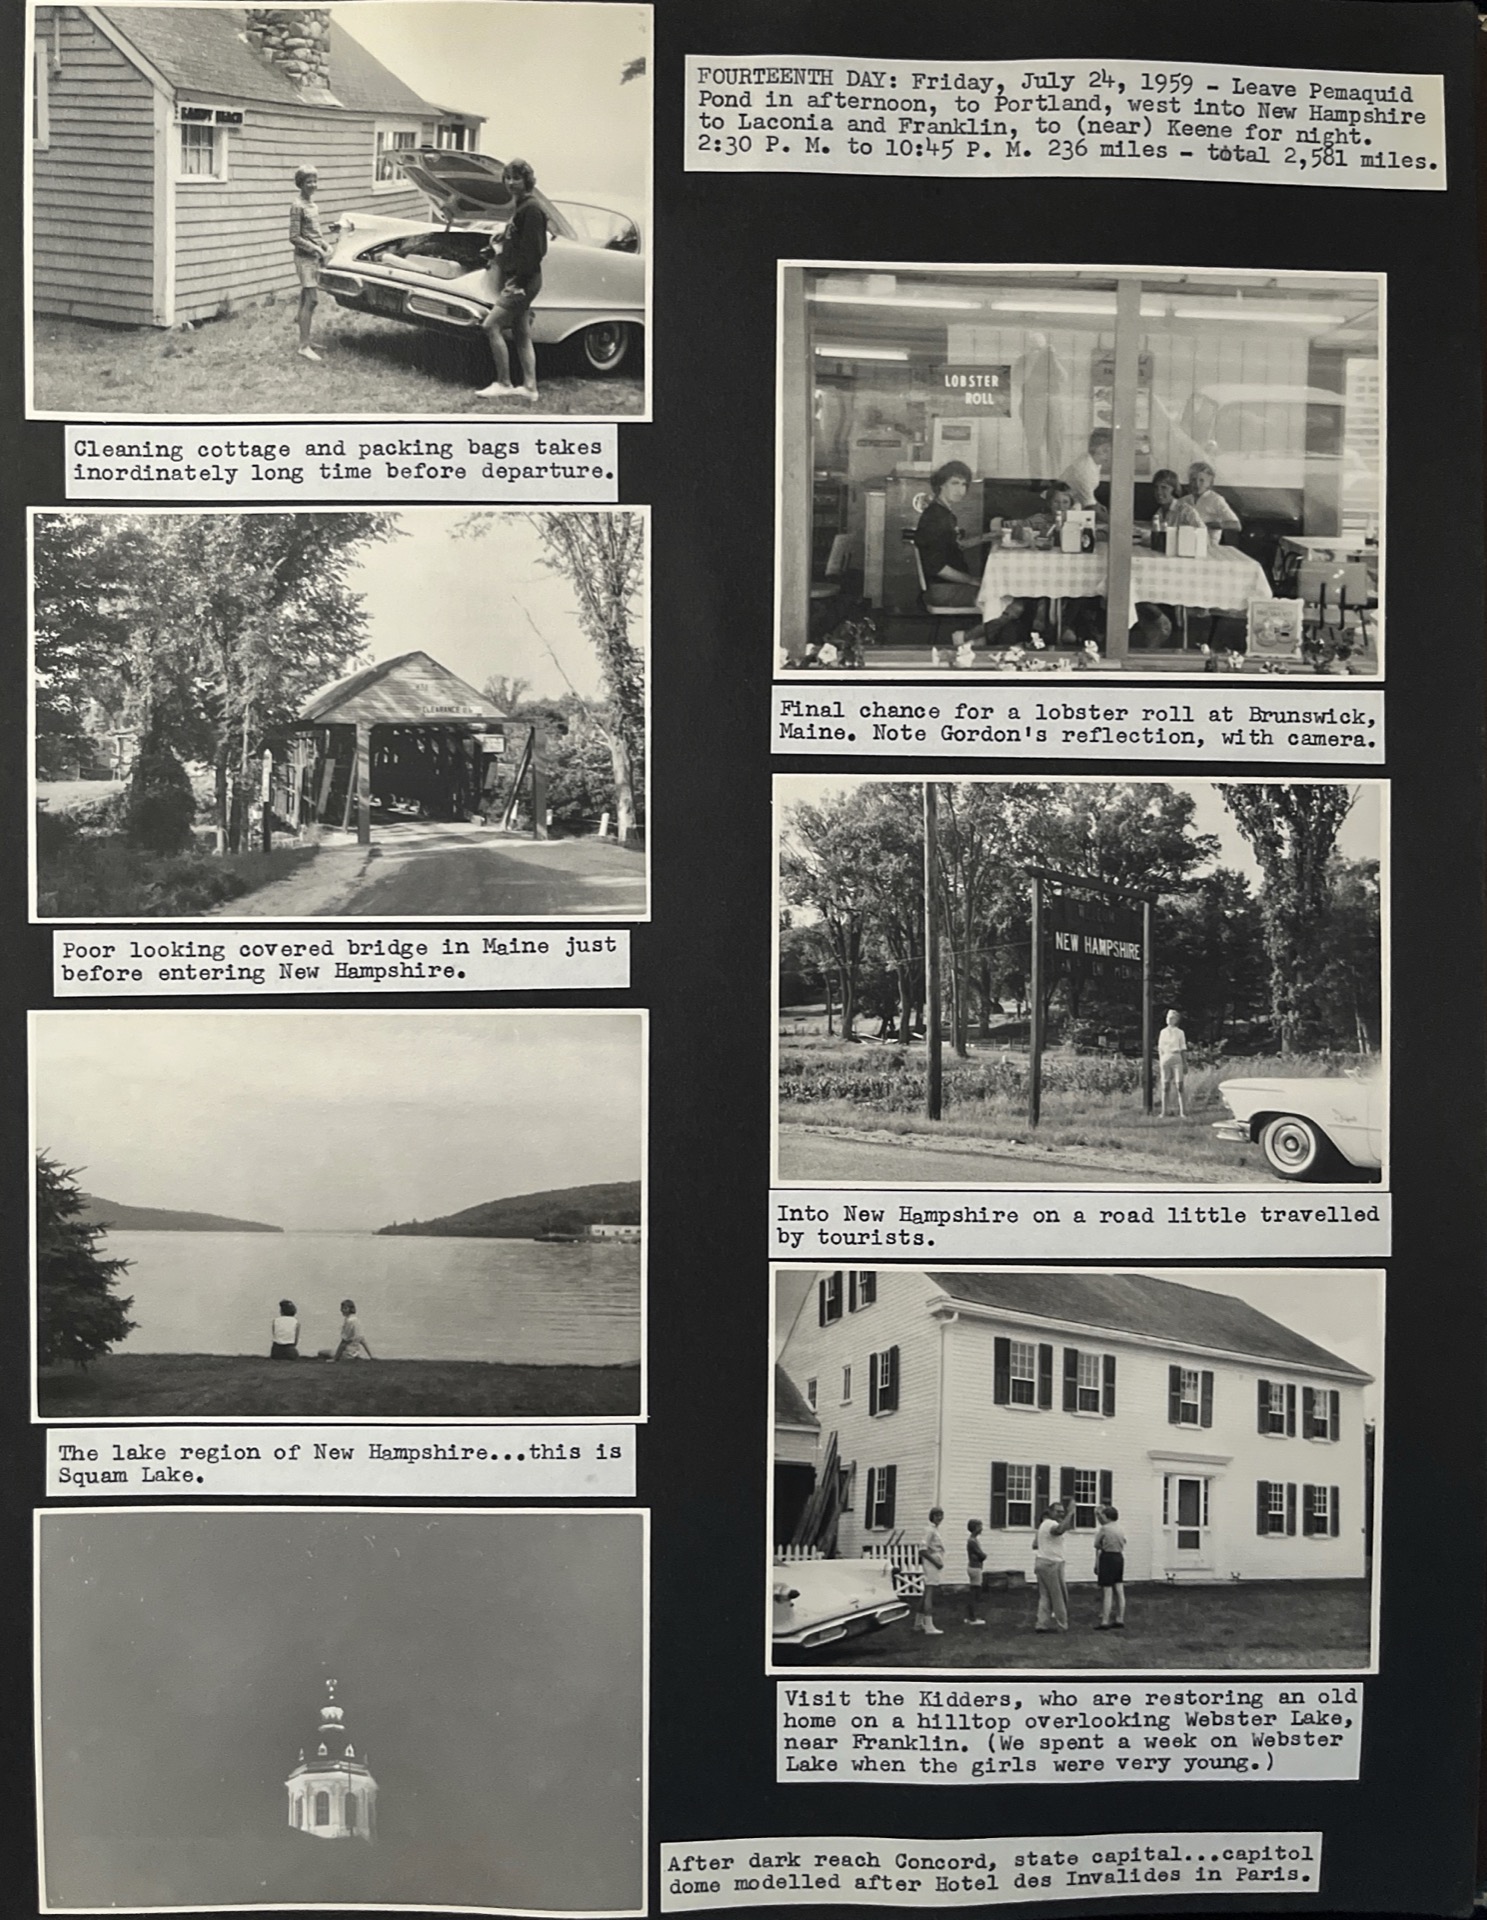 FOURTEENTH DAY: Friday, July 24, 1959 - Leave Pemaquid
Pond in afternoon, to Portland, west into New Hampshire
to Laconia and Franklin, to (near) Keene for night.
2:30 P. M. to 10:45 P. M. 236 miles - total 2,581 miles.
SANDY BEACH
Cleaning cottage and packing bags takes
inordinately long time before departure.
LOBSTER
ROLL
Final chance for a lobster roll at Brunswick,
Maine. Note Gordon's reflection, with camera.
CLEARANCE
Poor looking covered bridge in Maine just
before entering New Hampshire.
NEW HAMPSHIRE
Into New Hampshire on a road little travelled
by tourists.
The lake region of New Hampshire...this is
Squam Lake.
Visit the Kidders, who are restoring an old
home on a hilltop overlooking Webster Lake,
near Franklin. (We spent a week on Webster
Lake when the girls were very young.)
After dark reach Concord, state capital...capitol
dome modelled after Hotel des Invalides in Paris.